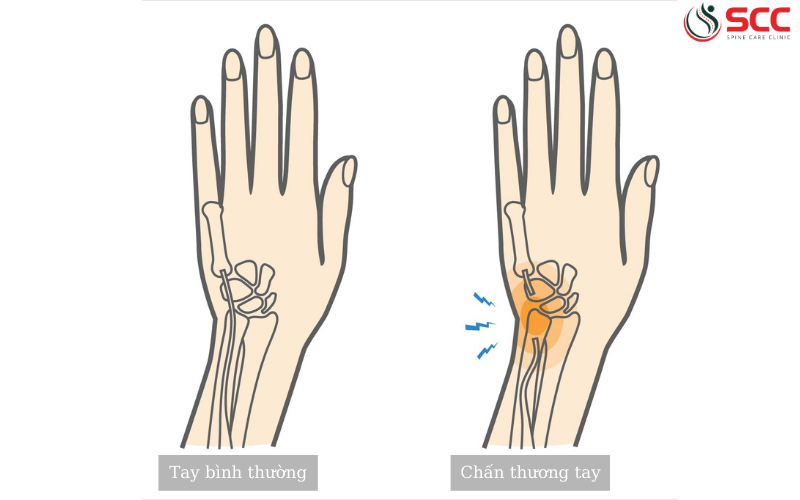 SCC
SPINE CARE CLINIC
Tay bình thường
Chấn thương tay